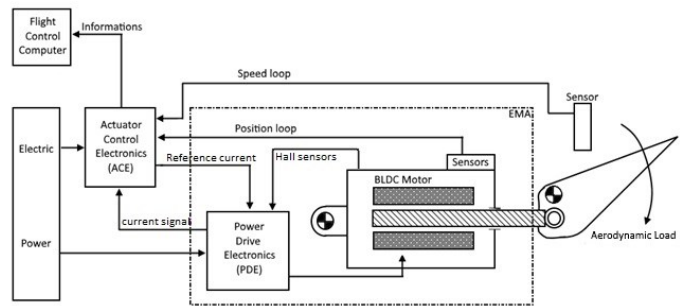 Flight
Control
Computer
Informations
Speed loop
Sensor
EMA
Electric
Power
Actuator
Control
Electronics
(ACE)
Position loop
Reference current
Hall sensors
Sensors
BLDC Motor
current signal
Power
Drive
Electronics
(PDE)
Aerodynamic Load